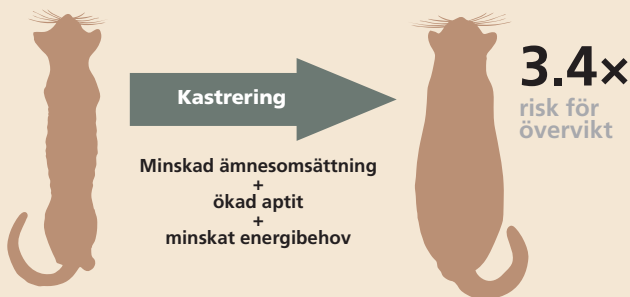 Kastrering
Minskad ämnesomsättning
+
ökad aptit
+
minskat energibehov
3.4×
risk för
övervikt